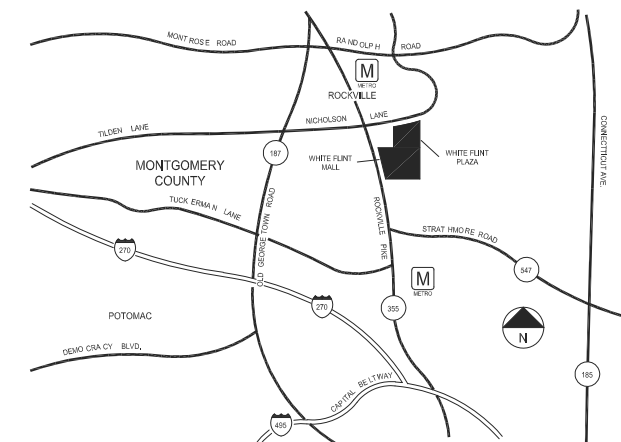 MONTROSE ROAD
RANDOLPH ROAD
M
METRO
ROCKVILLE
NICHOLSON LANE
TILDEN LANE
CONNECTTICUT AVE.
187
WHITE FLINT
MALL
WHITE FLINT
PLAZA
MONTGOMERY
COUNTY
TUCKERMAN LANE
OLD GEORGETOWN ROAD
ROCKVILLE PIKE
STRATHMORE ROAD
270
547
M
METRO
270
355
POTOMAC
N
DEMOCRACY BLVD.
CAPITAL BELTWAY
185
495